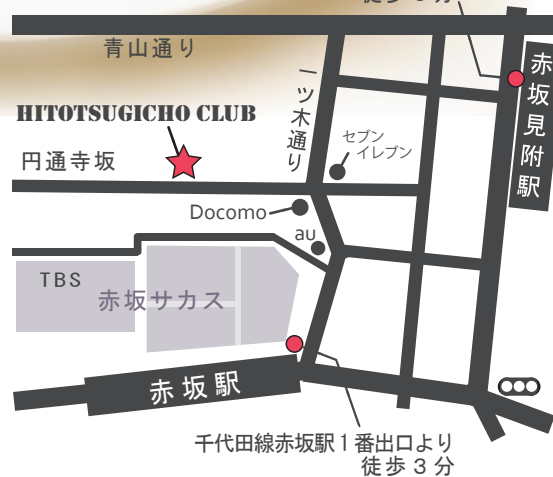 徒歩
分
青山通り
一ツ木通り
赤坂見附駅
HITOTSUGICHO CLUB
セブン
イレブン
円通寺坂
Docomo
au
TBS
赤坂サカス
赤坂駅
千代田線赤坂駅1番出口より
徒歩 3 分